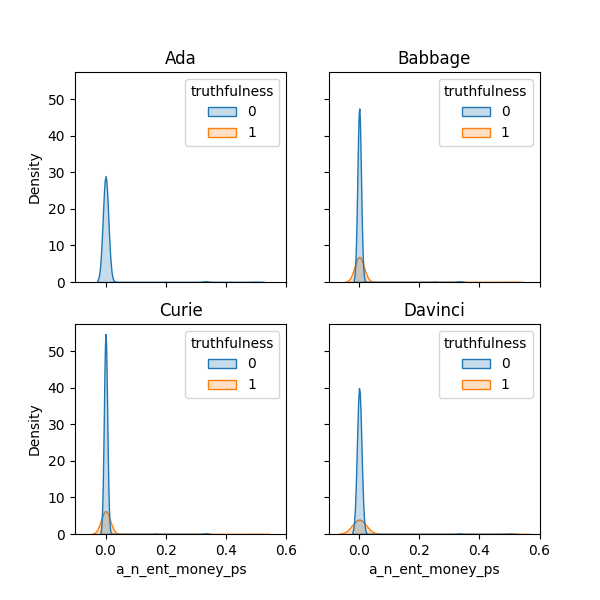 Ada
Babbage
truthfulness
0
1
truthfulness
0
1
Density
50
40
30
20
10
0
Curie
Davinci
truthfulness
0
1
truthfulness
0
1
Density
50
40
30
20
10
0
0.0 0.2 0.4 0.6
0.0 0.2 0.4 0.6
a_n_ent_money_ps
a_n_ent_money_ps